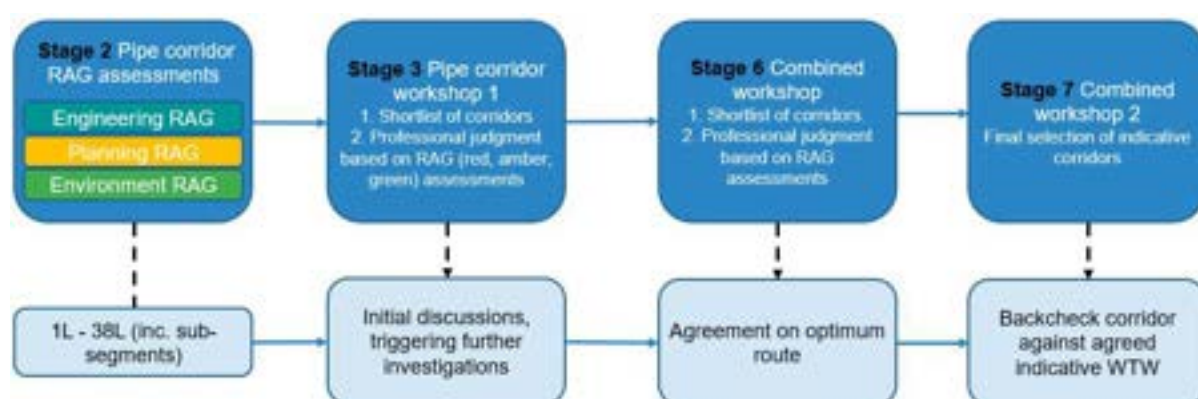 Stage 2 Pipe corridor
RAG assessments
Engineering RAG
Planning RAG
Environment RAG
Stage 3 Pipe corridor
workshop 1
1. Shortlist of corridors
2. Professional judgment
based on RAG (red, amber,
green) assessments
Stage 6 Combined
workshop
1. Shortlist of corridors
2. Professional judgment
based on RAG
assessments
Stage 7 Combined
workshop 2
Final selection of indicative
corridors
1L - 38L (inc. sub-
segments)
Initial discussions,
triggering further
investigations
Agreement on optimum
route
Backcheck corridor
against agreed
indicative WTW